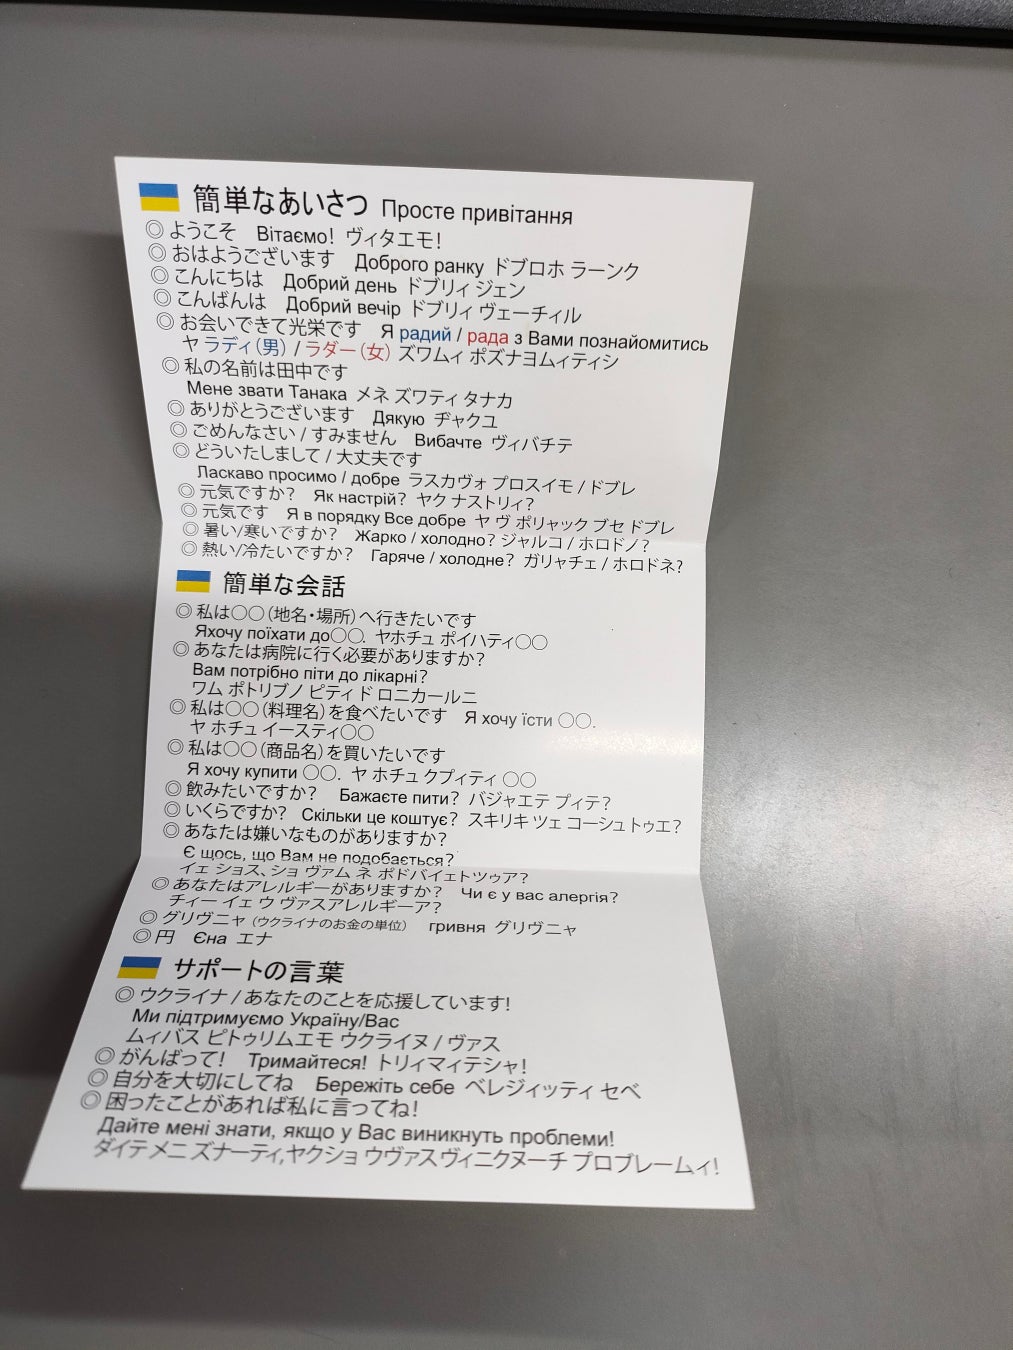 簡単なあいさつ Просте привітання
◎ ようこそ Вітаємо! ヴィタエモ!
◎ おはようございます Доброго ранку ドブロホ ラーンク
◎ こんにちは Добрий день ドブリィ ジェン
◎ こんばんは Добрий вечір ドブリィ ヴェーチィル
◎ お会いできて光栄です Я радий / рада з Вами познайомитись
ヤ ラディ(男) / ラダー(女) ズワムィ ポズナヨムィティシ
◎ 私の名前は田中です
Мене звати Танака メネ ズワティ タナカ
◎ ありがとうございます Дякую ヂャクユ
◎ ごめんなさい / すみません Вибачте ヴィバチテ
◎ どういたしまして / 大丈夫です
Ласкаво просимо / добре ラスカヴォ プロスイモ / ドブレ
◎ 元気ですか? Як настрій? ヤク ナストリィ?
◎ 元気です Я в порядку Все добре ヤ ヴ ポリャック ブセ ドブレ
◎ 暑い/寒いですか? Жарко / холодно? ジャルコ / ホロドノ?
◎ 熱い/冷たいですか? Гаряче / холодне? ガリャチェ / ホロドネ?
簡単な会話
◎ 私は〇〇(地名・場所)へ行きたいです
Яхочу поїхати до〇〇. ヤホチュ ポイハティ〇〇
◎ あなたは病院に行く必要がありますか?
Вам потрібно піти до лікарні?
ワム ポトリブノ ピティ ド ロニカールニ
◎ 私は〇〇(料理名)を食べたいです Я хочу їсти 〇〇.
ヤ ホチュ イースティ〇〇
◎ 私は〇〇(商品名)を買いたいです
Я хочу купити 〇〇. ヤ ホチュ クプィティ 〇〇
◎ 飲みたいですか? Бажаєте пити? バジャエテ プィテ?
◎ いくらですか? Скільки це коштує? スキリキ ツェ コーシュトゥエ?
◎ あなたは嫌いなものがありますか?
Є щось, що Вам не подобається?
イェ ショス、ショ ヴァム ネ ポドバイェトツゥア?
◎ あなたはアレルギーがありますか? Чи є у вас алергія?
チィー イェ ウ ヴァスアレルギーア?
◎ グリヴニャ (ウクライナのお金の単位) гривня グリヴニャ
◎ 円 Єна エナ
サポートの言葉
◎ ウクライナ / あなたのことを応援しています!
Ми підтримуємо Україну/Вас
ムィバス ピトゥリムエモ ウクライヌ / ヴァス
◎ がんばって! Тримайтеся! トリィマィテシャ!
◎ 自分を大切にしてね Бережіть себе ベレジィッティ セベ
◎ 困ったことがあれば私に言ってね!
Дайте мені знати, якщо у Вас виникнуть проблеми!
ダイテ メニ ズナーティ,ヤクショ ウヴァス ヴィニクヌーチ プロブレームィ!